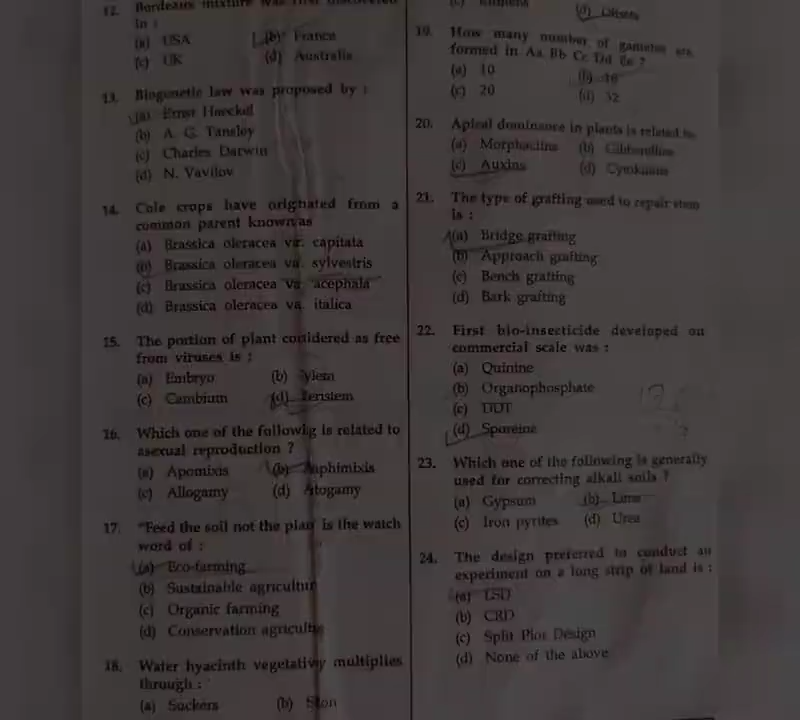 12. Bordeaux mixture was first discovered
in :
(a) USA (b) France
(c) UK (d) Australia
13. Biogenetic law was proposed by :
(a) Ernst Haeckel
(b) A. G. Tansley
(c) Charles Darwin
(d) N. Vavilov
14. Cole crops have originated from a
common parent known as
(a) Brassica oleracea var. capitata
(b) Brassica oleracea va. sylvestris
(c) Brassica oleracea va acephala
(d) Brassica oleracea va. italica
15. The portion of plant considered as free
from viruses is :
(a) Embryo (b) Xylem
(c) Cambium (d) Meristem
16. Which one of the following is related to
asexual reproduction ?
(a) Apomixis (b) Amphimixis
(c) Allogamy (d) Autogamy
17. "Feed the soil not the plant" is the watch
word of :
(a) Eco-farming
(b) Sustainable agriculture
(c) Organic farming
(d) Conservation agriculture
18. Water hyacinth vegetatively multiplies
through :
(a) Suckers (b) Stolon
(d) Offsets
19. How many number of gametes are
formed in Aa Bb Cc Dd Ee ?
(a) 10 (b) 16
(c) 20 (d) 32
20. Apical dominance in plants is related to
(a) Morphactins (b) Gibberellins
(c) Auxins (d) Cytokinins
21. The type of grafting used to repair stem
is :
(a) Bridge grafting
(b) Approach grafting
(c) Bench grafting
(d) Bark grafting
22. First bio-insecticide developed on
commercial scale was :
(a) Quinine
(b) Organophosphate
(c) DDT
(d) Sporeine
23. Which one of the following is generally
used for correcting alkali soils ?
(a) Gypsum (b) Lime
(c) Iron pyrites (d) Urea
24. The design preferred to conduct an
experiment on a long strip of land is :
(a) LSD
(b) CRD
(c) Split Plot Design
(d) None of the above